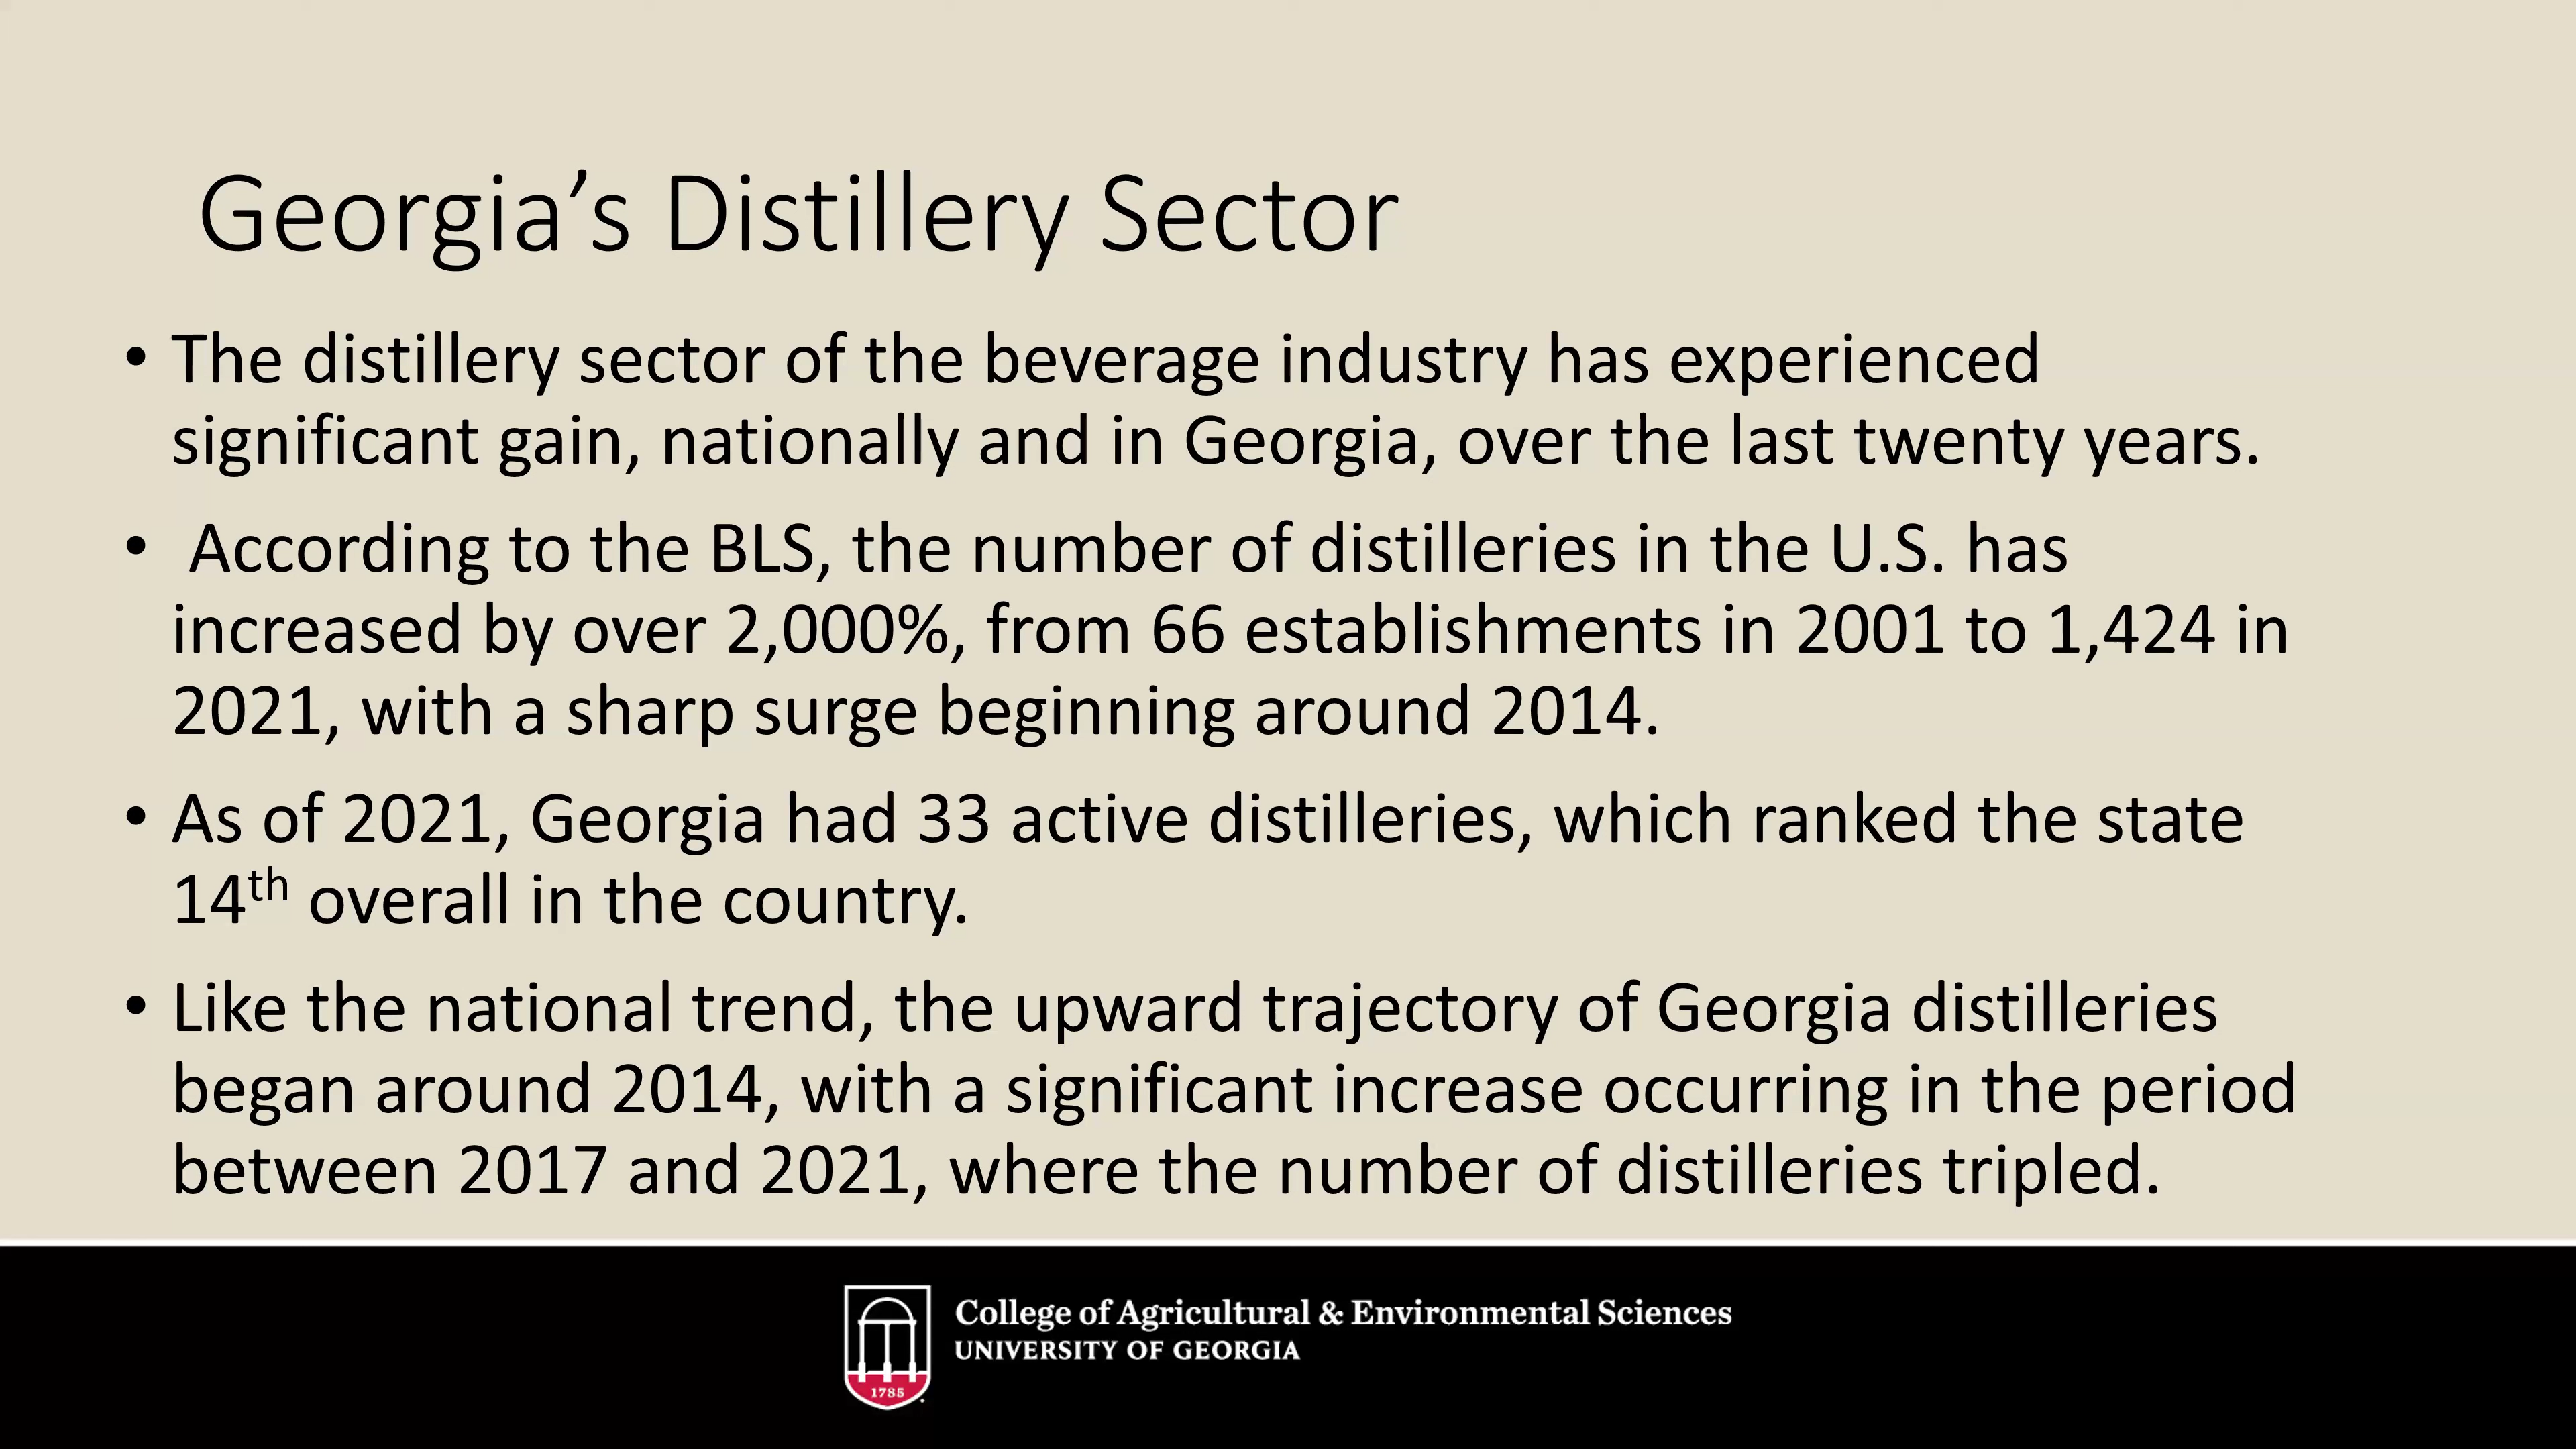 Georgia’s Distillery Sector
• The distillery sector of the beverage industry has experienced
significant gain, nationally and in Georgia, over the last twenty years.
• According to the BLS, the number of distilleries in the U.S. has
increased by over 2,000%, from 66 establishments in 2001 to 1,424 in
2021, with a sharp surge beginning around 2014.
• As of 2021, Georgia had 33 active distilleries, which ranked the state
14th overall in the country.
• Like the national trend, the upward trajectory of Georgia distilleries
began around 2014, with a significant increase occurring in the period
between 2017 and 2021, where the number of distilleries tripled.
College of Agricultural & Environmental Sciences
UNIVERSITY OF GEORGIA
1785